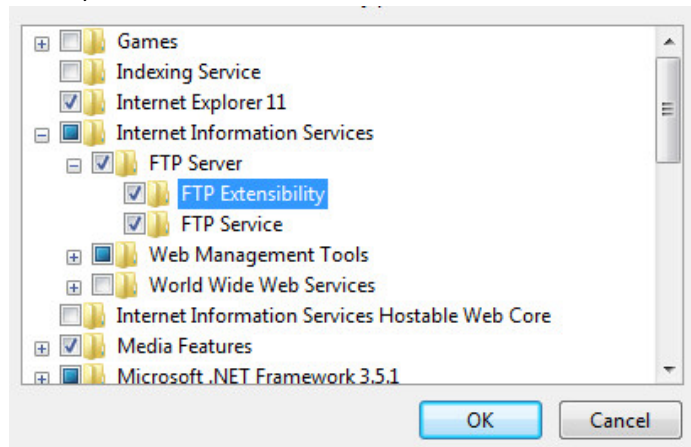 Games
Indexing Service
Internet Explorer 11
Internet Information Services
FTP Server
FTP Extensibility
FTP Service
Web Management Tools
World Wide Web Services
Internet Information Services Hostable Web Core
Media Features
Microsoft .NET Framework 3.5.1
OK Cancel